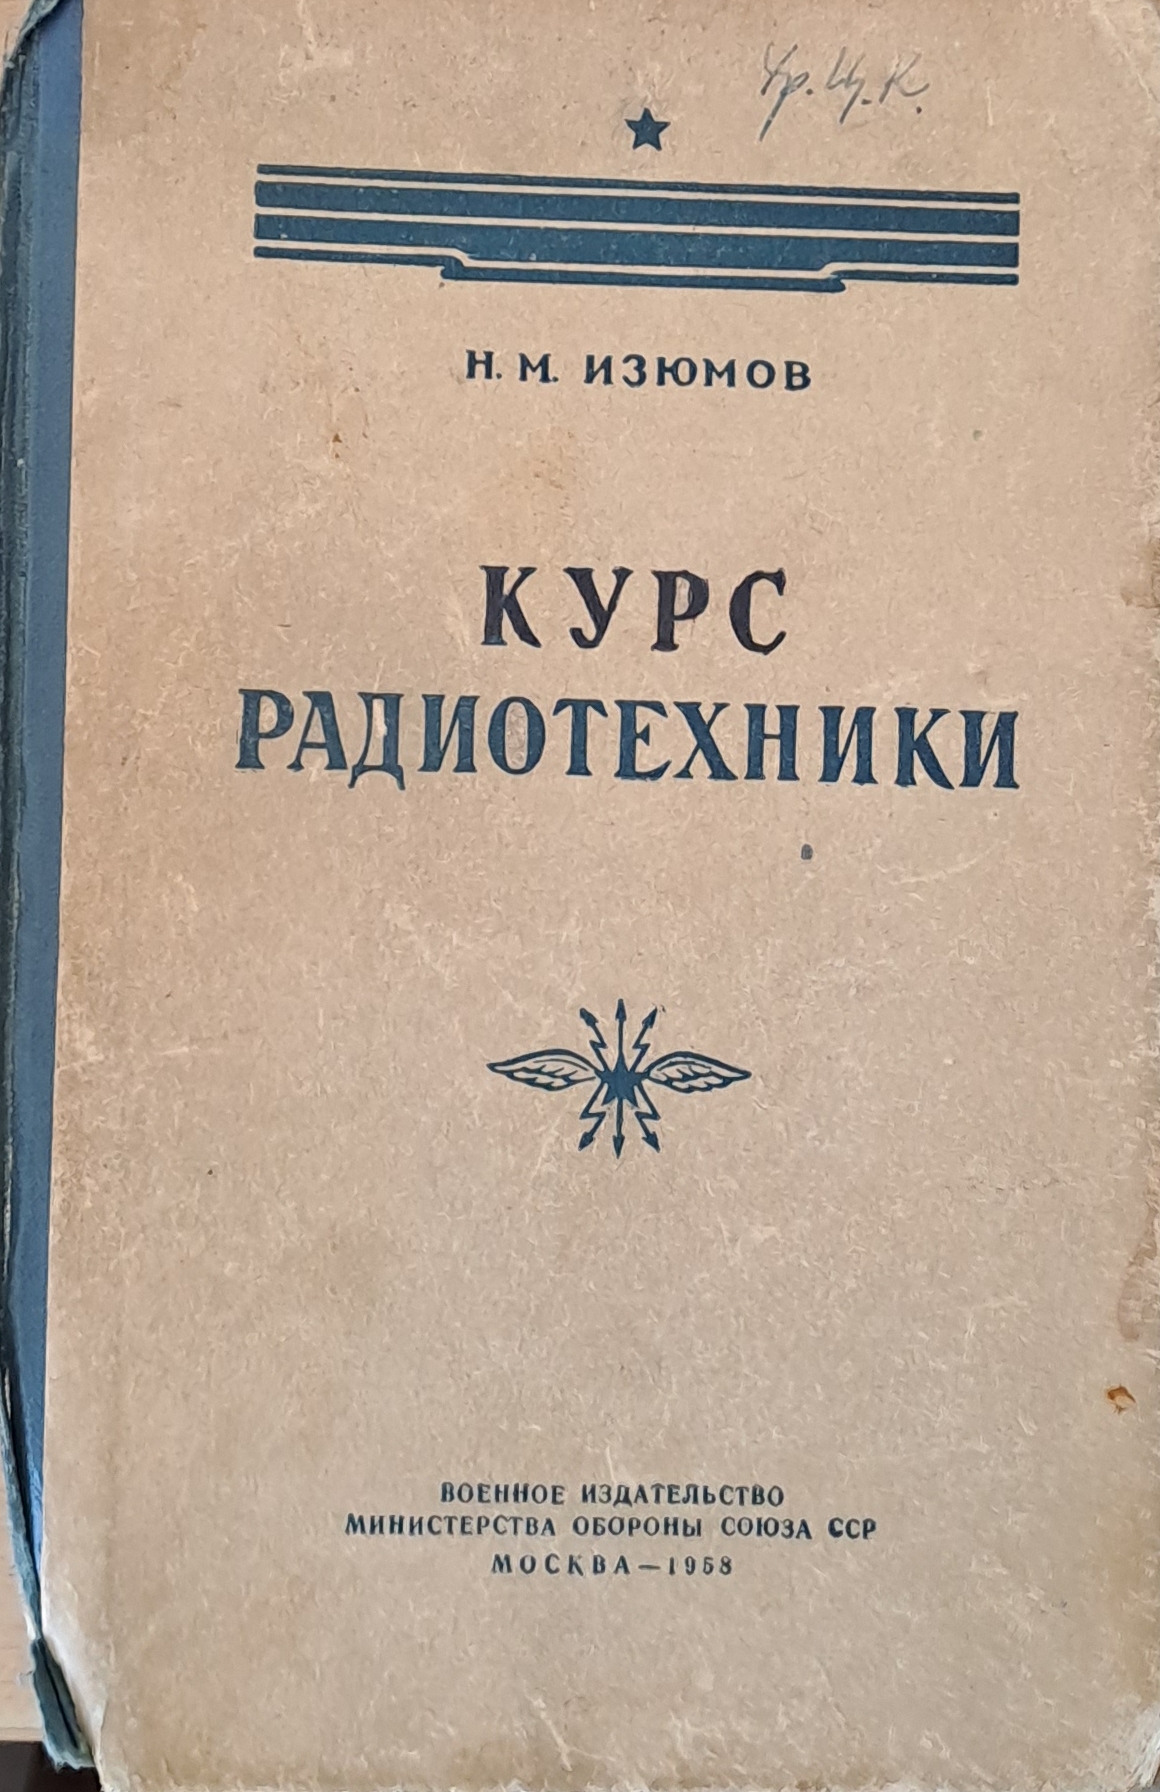 Н. М. ИЗЮМОВ
КУРС
РАДИОТЕХНИКИ
ВОЕННОЕ ИЗДАТЕЛЬСТВО
МИНИСТЕРСТВА ОБОРОНЫ СОЮЗА ССР
МОСКВА — 1958